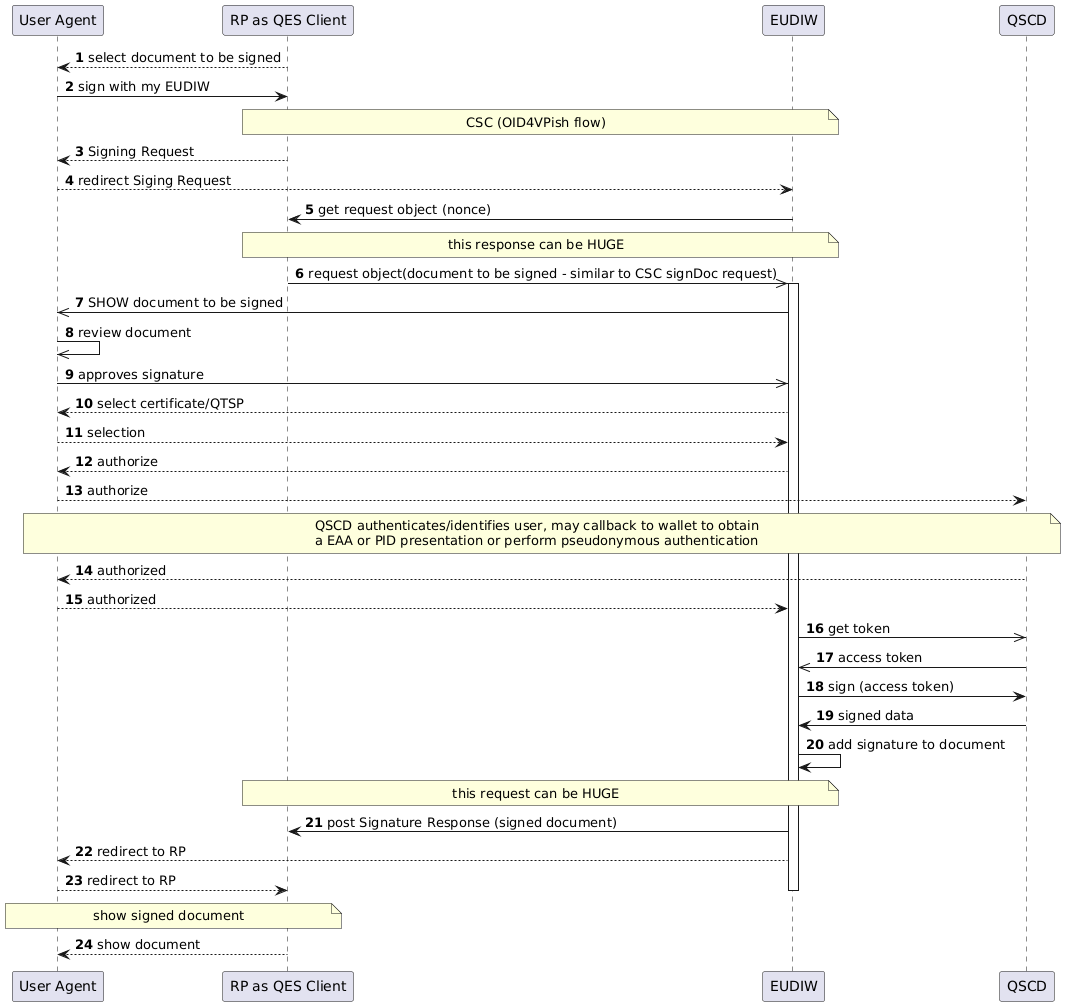 User Agent
RP as QES Client
EUDIW
QSCD
1 select document to be signed
2 sign with my EUDIW
CSC (OID4VPish flow)
3 Signing Request
4 redirect Siging Request
5 get request object (nonce)
this response can be HUGE
6 request object(document to be signed - similar to CSC signDoc request)
7 SHOW document to be signed
8 review document
9 approves signature
10 select certificate/QTSP
11 selection
12 authorize
13 authorize
QSCD authenticates/identifies user, may callback to wallet to obtain
a EAA or PID presentation or perform pseudonymous authentication
14 authorized
15 authorized
16 get token
17 access token
18 sign (access token)
19 signed data
20 add signature to document
this request can be HUGE
21 post Signature Response (signed document)
22 redirect to RP
23 redirect to RP
show signed document
24 show document
User Agent
RP as QES Client
EUDIW
QSCD